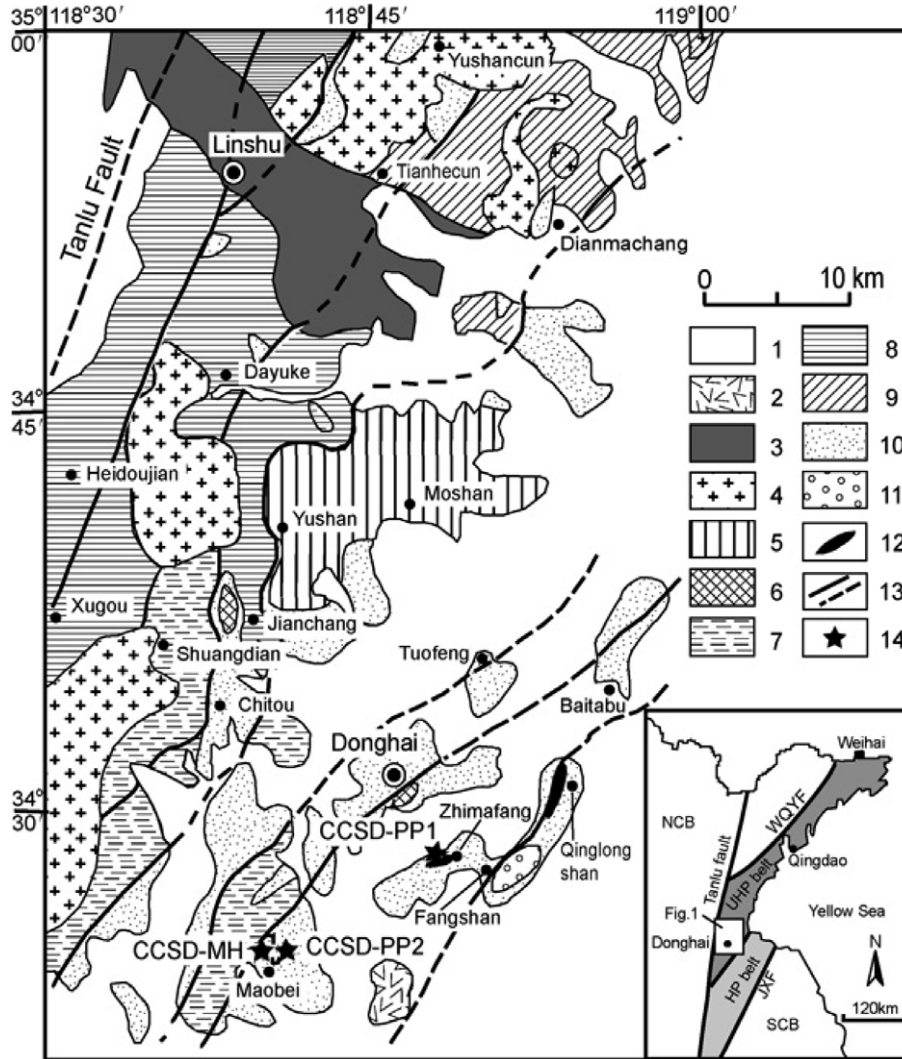 35°
00′
118°30′
118°45′
119°00′
Yushancun
Linshu
Tianhecun
Tanlu Fault
Dianmachang
0 10 km
Dayuke
34°
45′
Heidoujian
Moshan
Yushan
Xugou
Jianchang
Shuangdian
Tuofeng
Chitou
Baitabu
Donghai
34°
30′
Zhimafang
CCSD-PP1
Qinglong
shan
Fangshan
CCSD-MH
CCSD-PP2
Maobei
1
2
3
4
5
6
7
8
9
10
11
12
13
14
Weihai
NCB
WQYF
Tanlu fault
Qingdao
UHP belt
Fig.1
Yellow Sea
Donghai
N
HP belt
JXF
120km
SCB